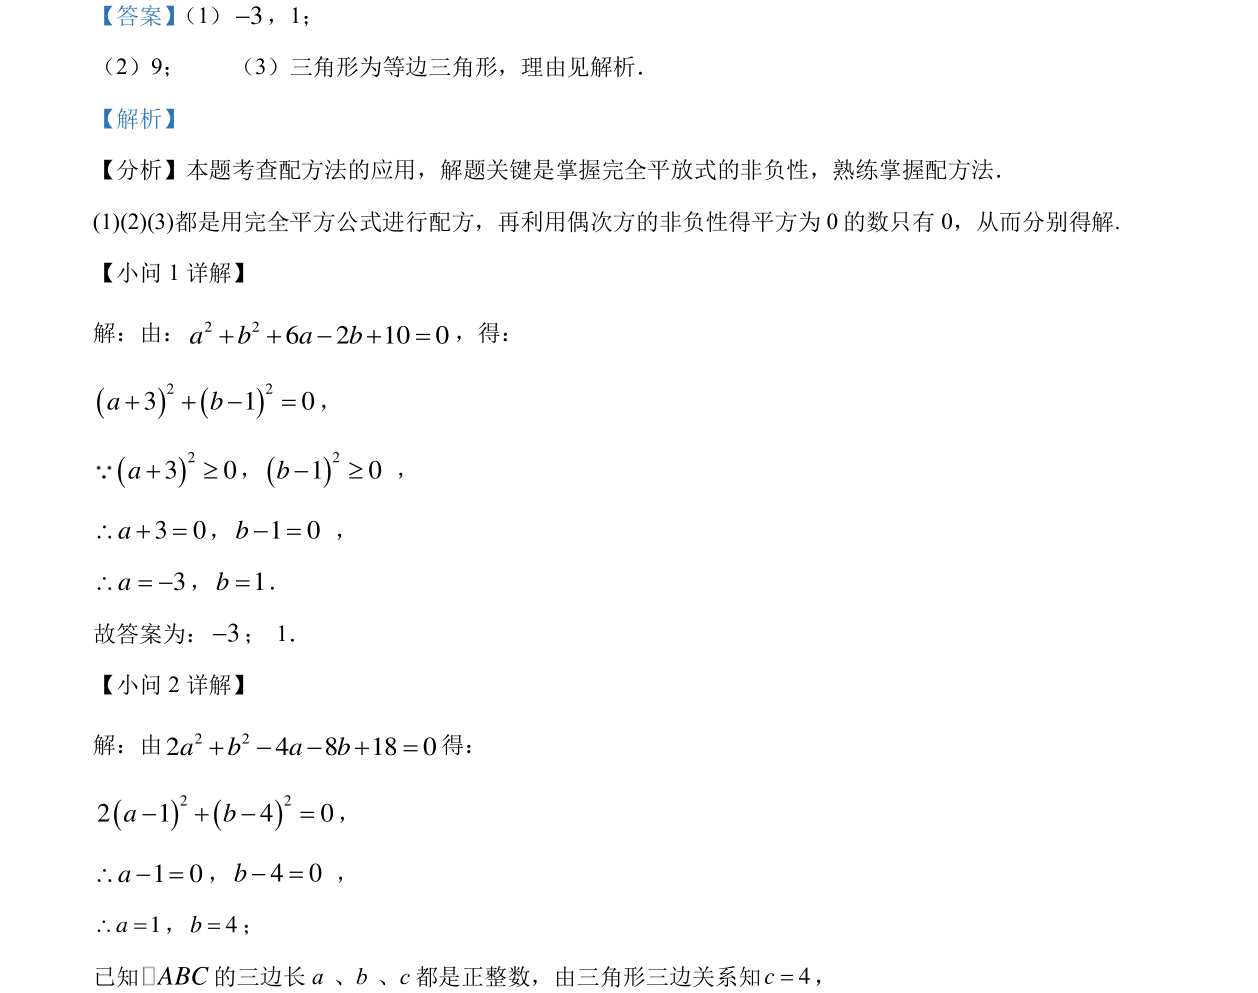 【答案】（1）−3，1；
（2）9； （3）三角形为等边三角形，理由见解析．
【解析】
【分析】本题考查配方法的应用，解题关键是掌握完全平放式的非负性，熟练掌握配方法．
(1)(2)(3)都是用完全平方公式进行配方，再利用偶次方的非负性得平方为 0 的数只有 0，从而分别得解.
【小问 1 详解】
解：由：a²+b²+6a−2b+10=0，得：
(a+3)²+(b−1)²=0，
∵(a+3)²≥0，(b−1)²≥0 ，
∴a+3=0，b−1=0 ，
∴a=−3，b=1．
故答案为：−3； 1．
【小问 2 详解】
解：由2a²+b²−4a−8b+18=0得：
2(a−1)²+(b−4)²=0，
∴a−1=0，b−4=0 ，
∴a=1，b=4；
已知□ABC的三边长 a 、b 、c都是正整数，由三角形三边关系知c=4，